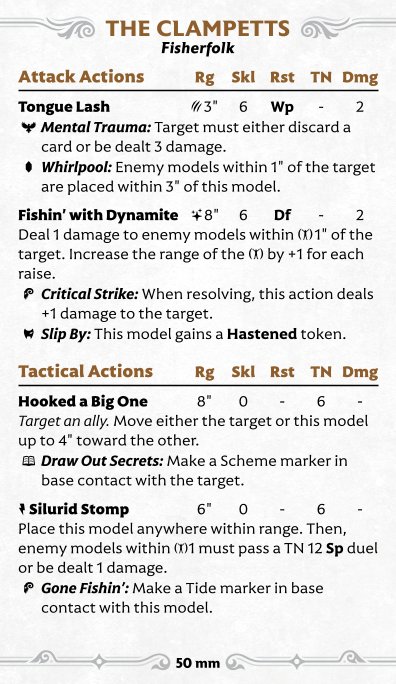 THE CLAMPETTS
Fisherfolk
Attack Actions Rg Skl Rst TN Dmg
Tongue Lash 3" 6 Wp - 2
Mental Trauma: Target must either discard a
card or be dealt 3 damage.
Whirlpool: Enemy models within 1" of the target
are placed within 3" of this model.
Fishin' with Dynamite 8" 6 Df - 2
Deal 1 damage to enemy models within 1" of the
target. Increase the range of the by +1 for each
raise.
Critical Strike: When resolving, this action deals
+1 damage to the target.
Slip By: This model gains a Hastened token.
Tactical Actions Rg Skl Rst TN Dmg
Hooked a Big One 8" 0 - 6 -
Target an ally. Move either the target or this model
up to 4" toward the other.
Draw Out Secrets: Make a Scheme marker in
base contact with the target.
Silurid Stomp 6" 0 - 6 -
Place this model anywhere within range. Then,
enemy models within 1 must pass a TN 12 Sp duel
or be dealt 1 damage.
Gone Fishin': Make a Tide marker in base
contact with this model.
50 mm